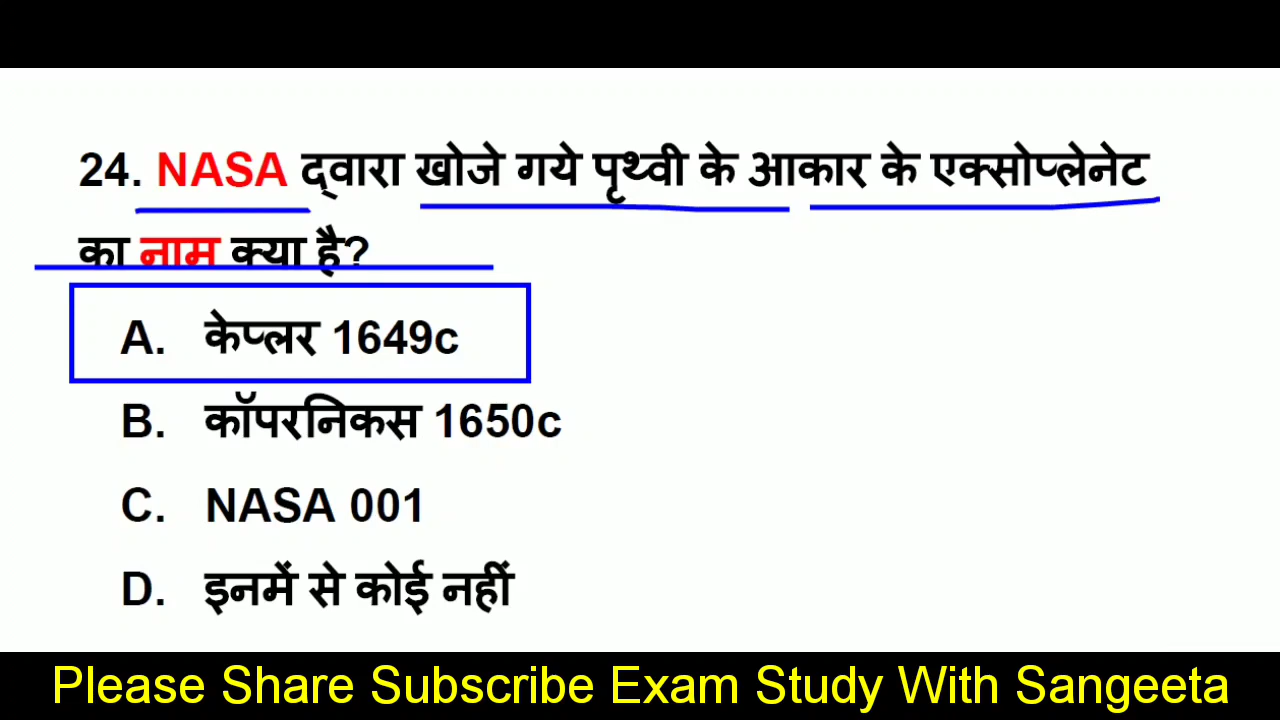 24. NASA द्वारा खोजे गये पृथ्वी के आकार के एक्सोप्लेनेट
का नाम क्या है?
A. केप्लर 1649c
B. कॉपरनिकस 1650c
C. NASA 001
D. इनमें से कोई नहीं
Please Share Subscribe Exam Study With Sangeeta